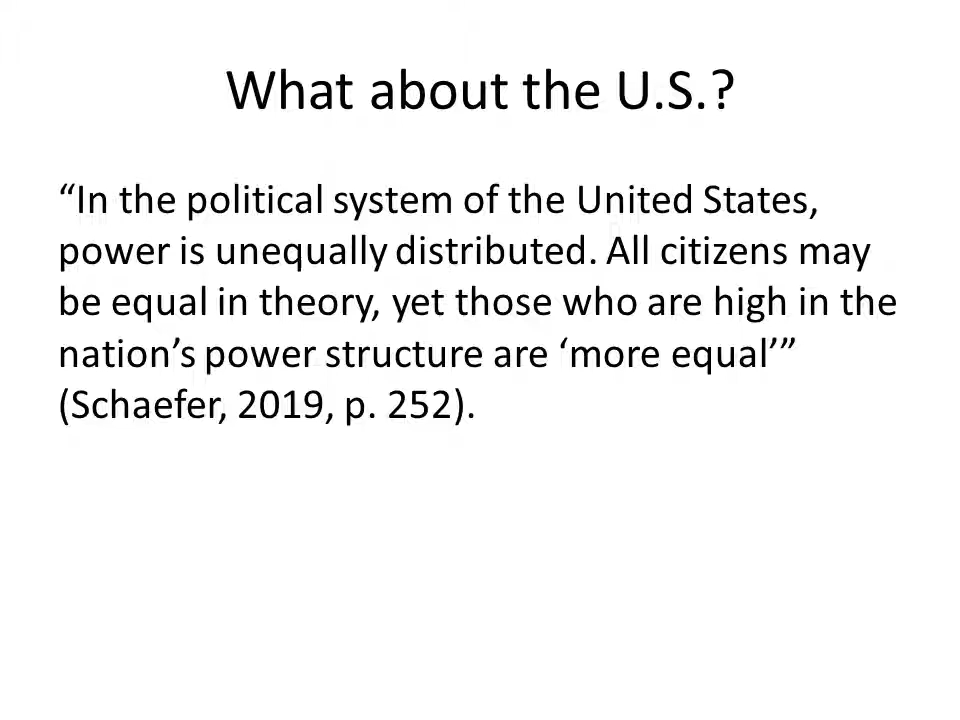 What about the U.S.?
“In the political system of the United States,
power is unequally distributed. All citizens may
be equal in theory, yet those who are high in the
nation’s power structure are ‘more equal’”
(Schaefer, 2019, p. 252).